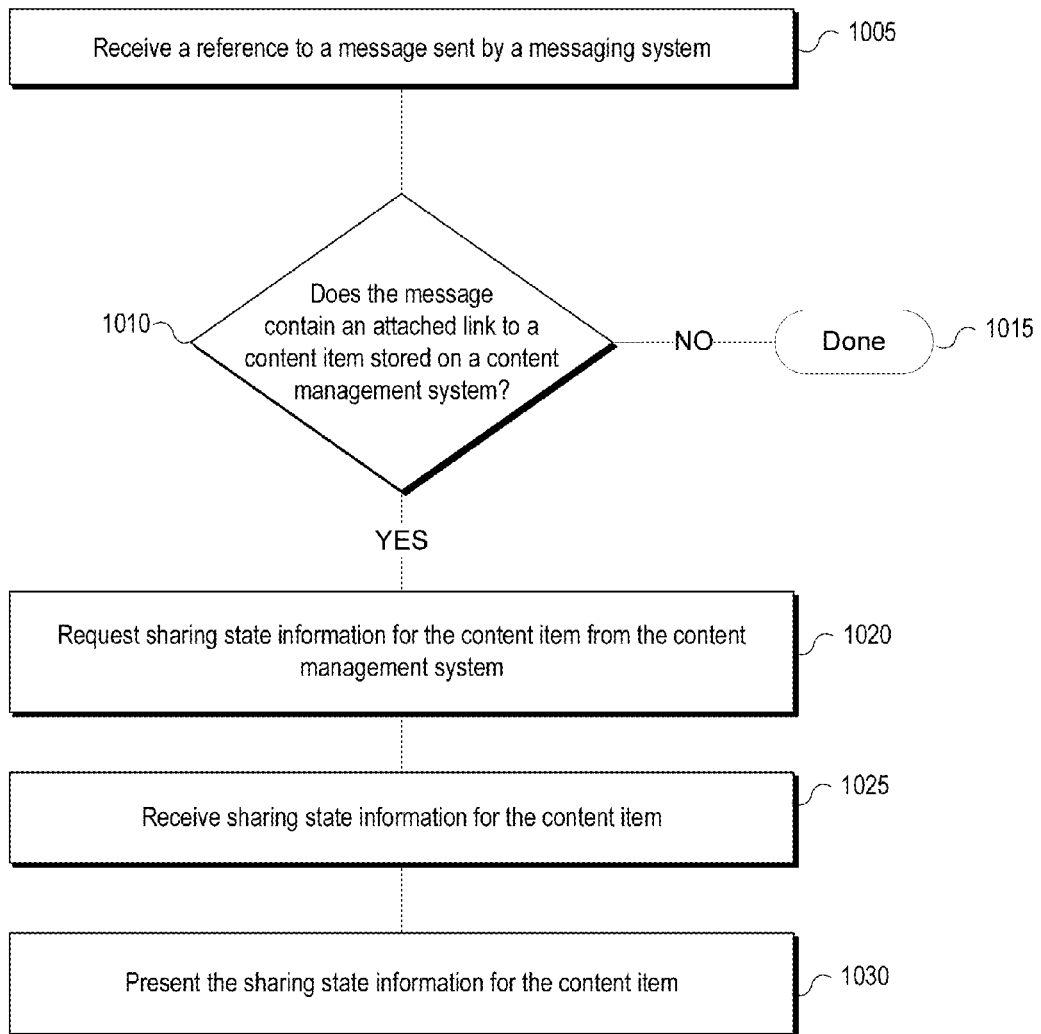 Receive a reference to a message sent by a messaging system
1005
Does the message
contain an attached link to a
content item stored on a content
management system?
1010
NO
Done
1015
YES
Request sharing state information for the content item from the content
management system
1020
Receive sharing state information for the content item
1025
Present the sharing state information for the content item
1030